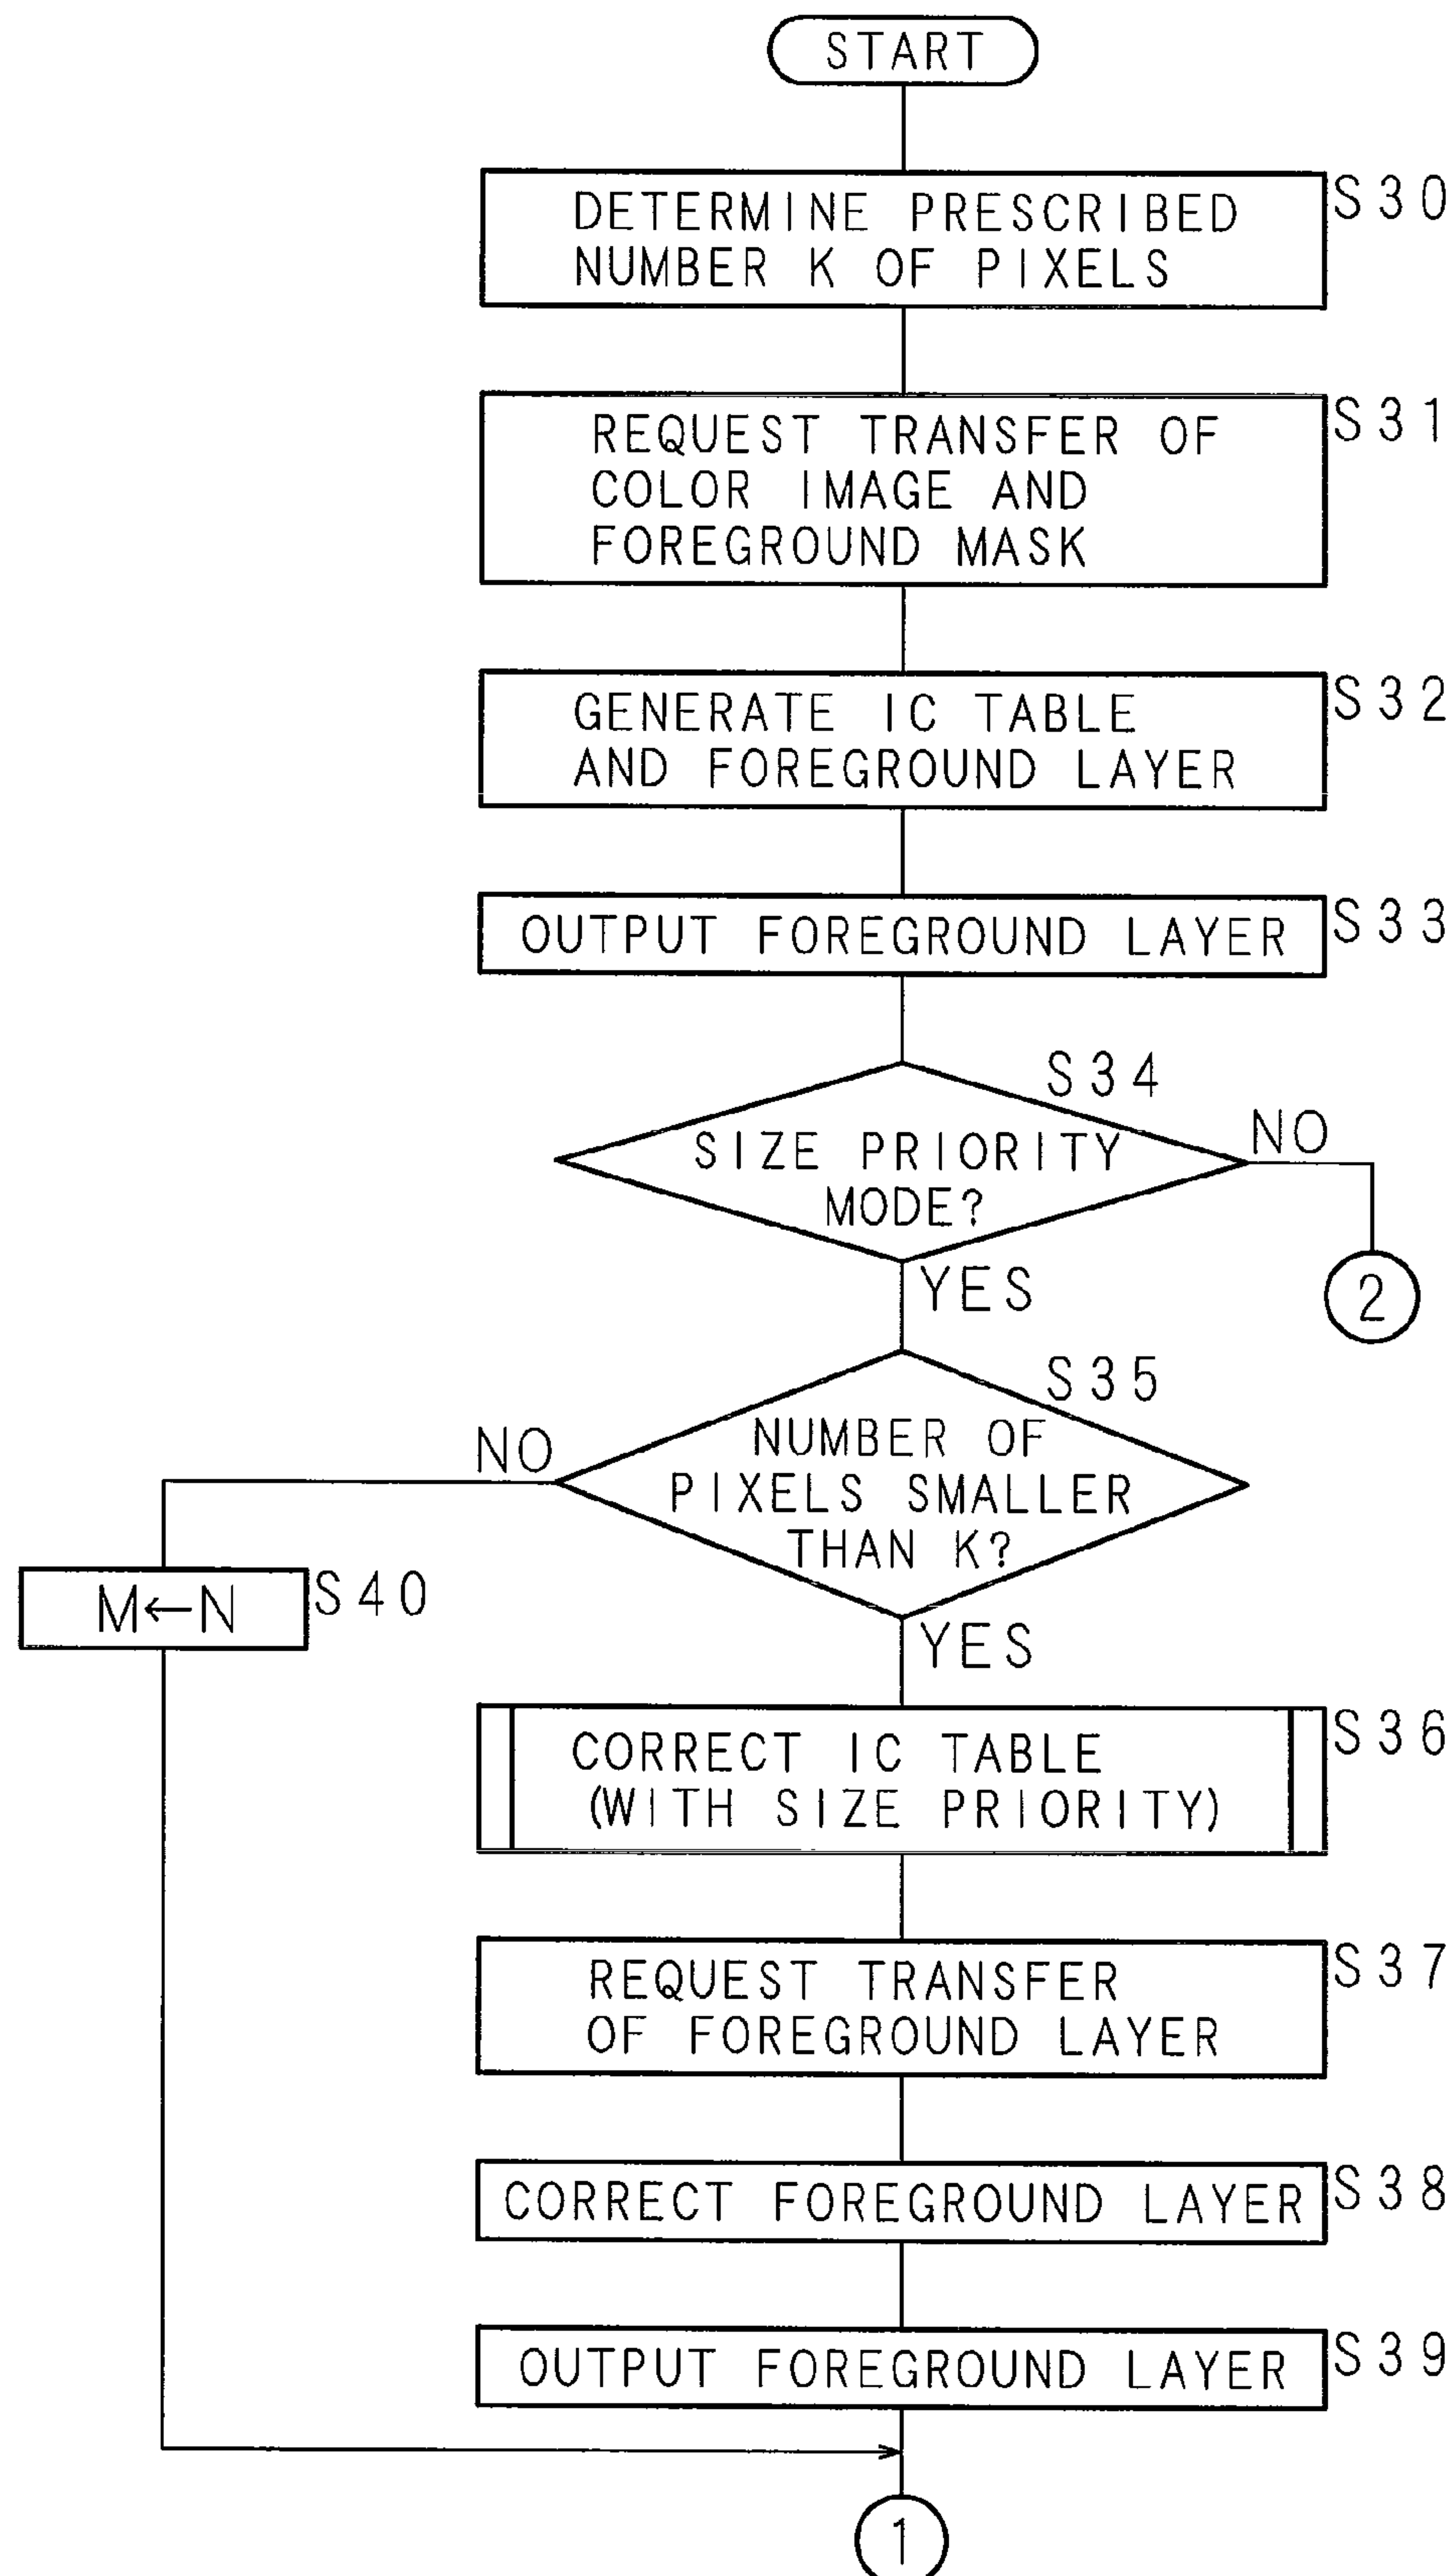 START
S30
DETERMINE PRESCRIBED
NUMBER K OF PIXELS
S31
REQUEST TRANSFER OF
COLOR IMAGE AND
FOREGROUND MASK
S32
GENERATE IC TABLE
AND FOREGROUND LAYER
S33
OUTPUT FOREGROUND LAYER
S34
SIZE PRIORITY
MODE?
NO
2
YES
S35
NUMBER OF
PIXELS SMALLER
THAN K?
NO
M←N
S40
YES
S36
CORRECT IC TABLE
(WITH SIZE PRIORITY)
S37
REQUEST TRANSFER
OF FOREGROUND LAYER
S38
CORRECT FOREGROUND LAYER
S39
OUTPUT FOREGROUND LAYER
1